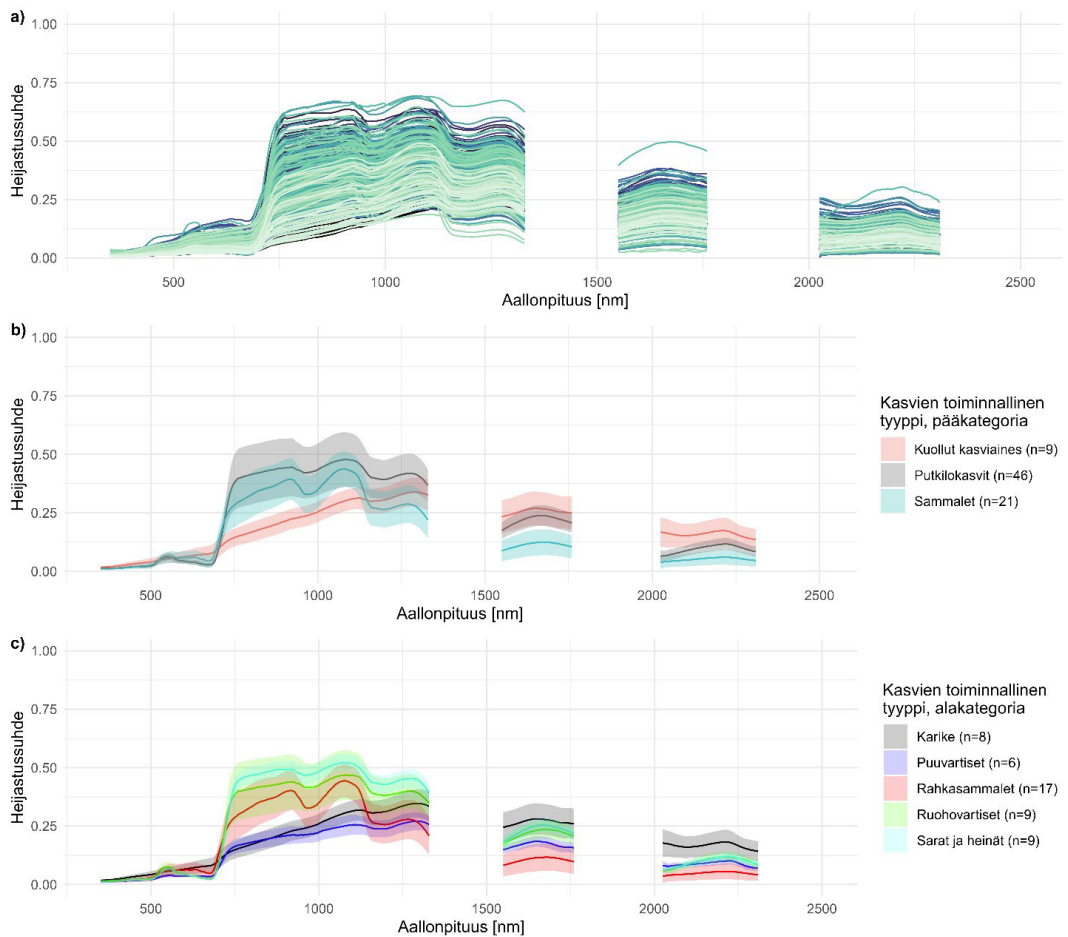 a)
1.00
0.75
0.50
0.25
0.00
Heijastussuhde
500
1000
1500
2000
2500
Aallonpituus [nm]
b)
1.00
0.75
0.50
0.25
0.00
Heijastussuhde
500
1000
1500
2000
2500
Aallonpituus [nm]
Kasvien toiminnallinen
tyyppi, pääkategoria
Kuollut kasviaines (n=9)
Putkilokasvit (n=46)
Sammalet (n=21)
c)
1.00
0.75
0.50
0.25
0.00
Heijastussuhde
500
1000
1500
2000
2500
Aallonpituus [nm]
Kasvien toiminnallinen
tyyppi, alakategoria
Karike (n=8)
Puuvartiset (n=6)
Rahkasammalet (n=17)
Ruohovartiset (n=9)
Sarat ja heinät (n=9)